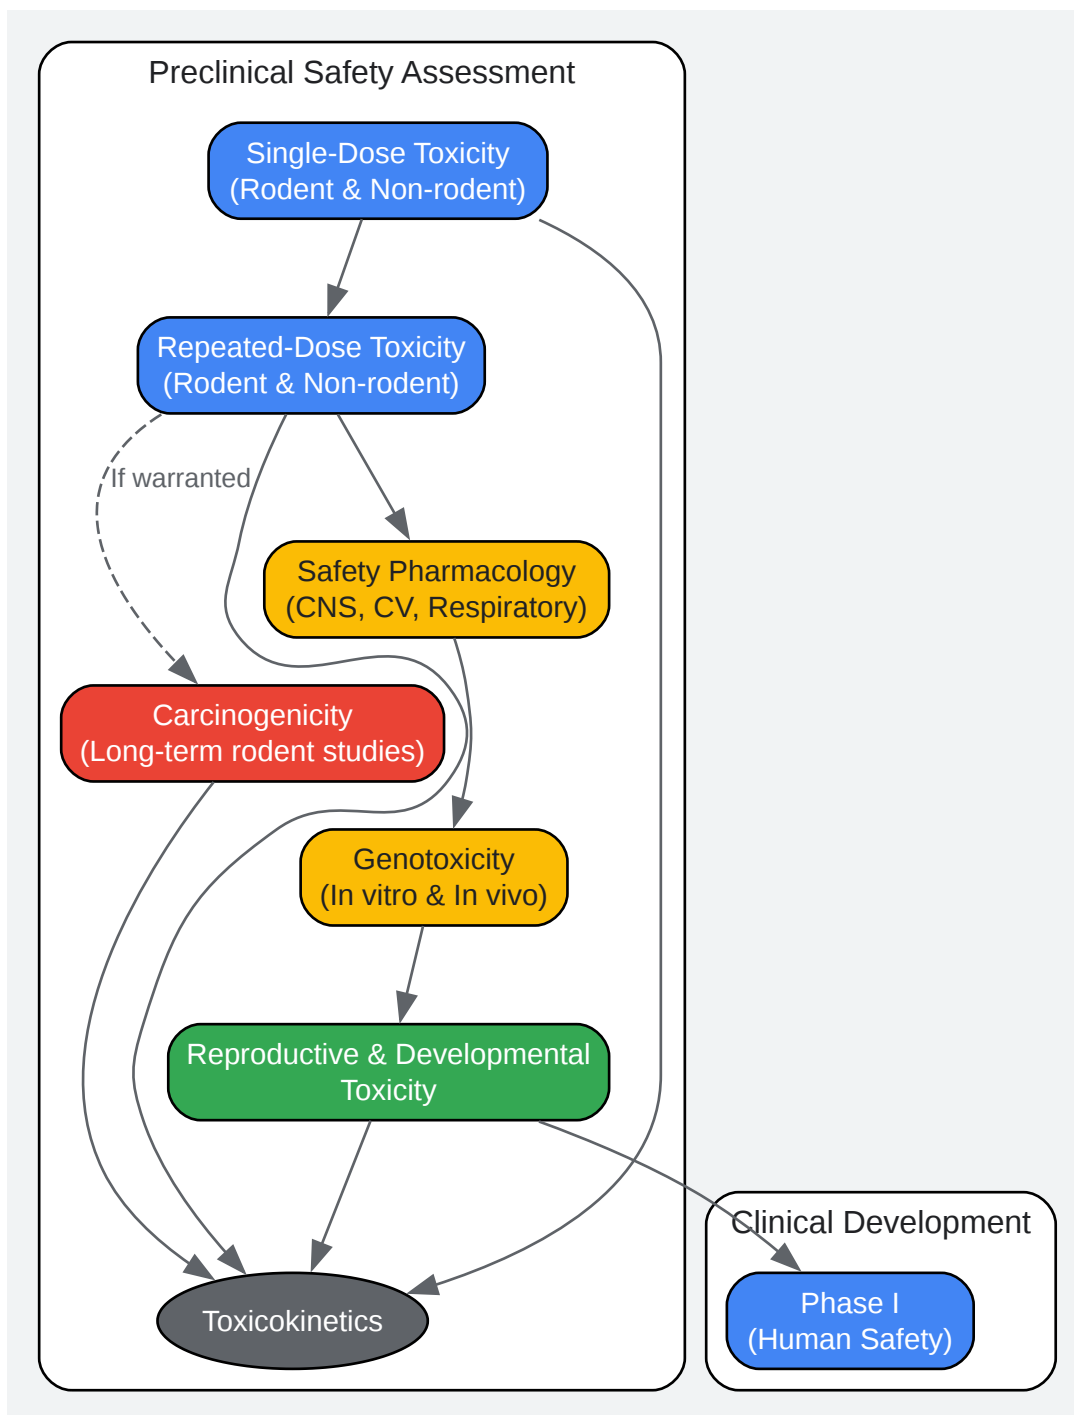 Preclinical Safety Assessment
Single-Dose Toxicity
(Rodent & Non-rodent)
Repeated-Dose Toxicity
(Rodent & Non-rodent)
If warranted
Safety Pharmacology
(CNS, CV, Respiratory)
Carcinogenicity
(Long-term rodent studies)
Genotoxicity
(In vitro & In vivo)
Reproductive & Developmental
Toxicity
Toxicokinetics
Clinical Development
Phase I
(Human Safety)